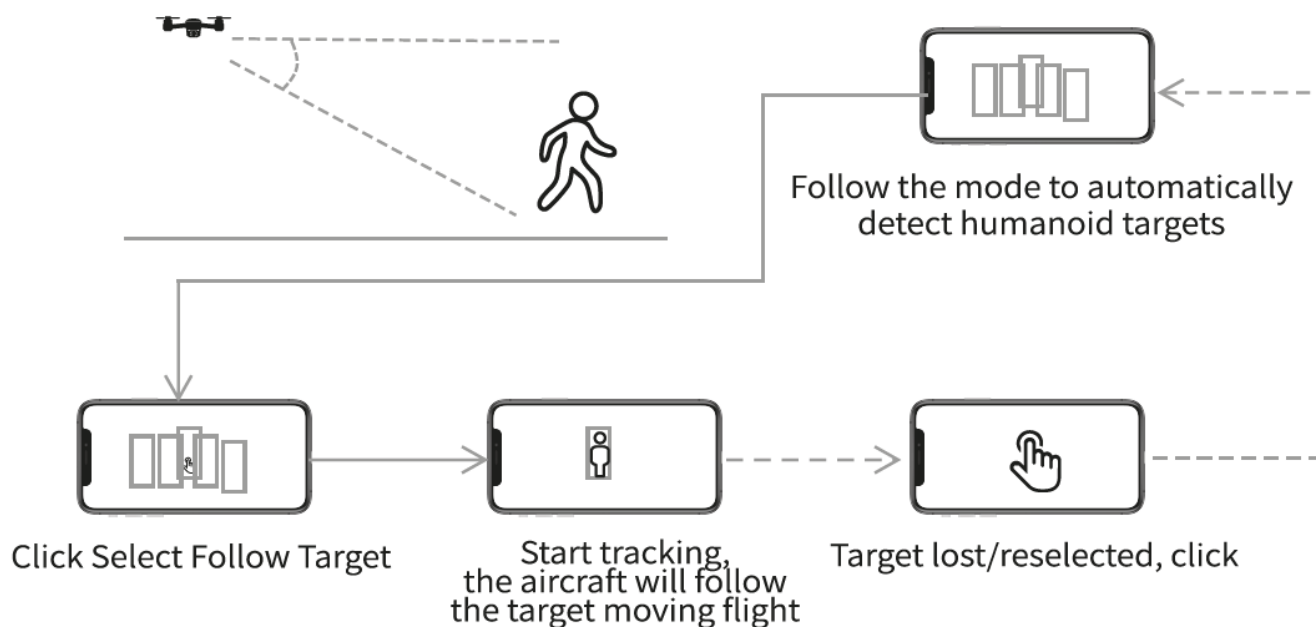 Follow the mode to automatically
detect humanoid targets
Click Select Follow Target
Start tracking,
the aircraft will follow
the target moving flight
Target lost/reselected, click